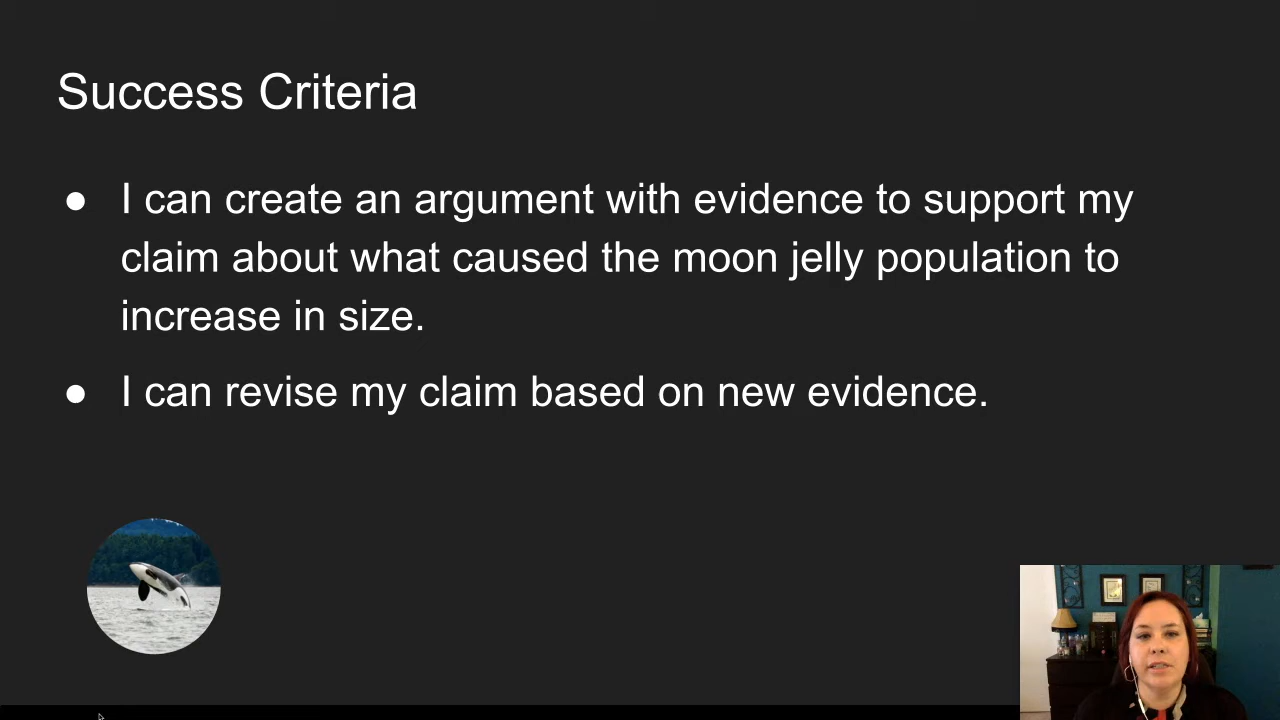 Success Criteria
● I can create an argument with evidence to support my
claim about what caused the moon jelly population to
increase in size.
● I can revise my claim based on new evidence.